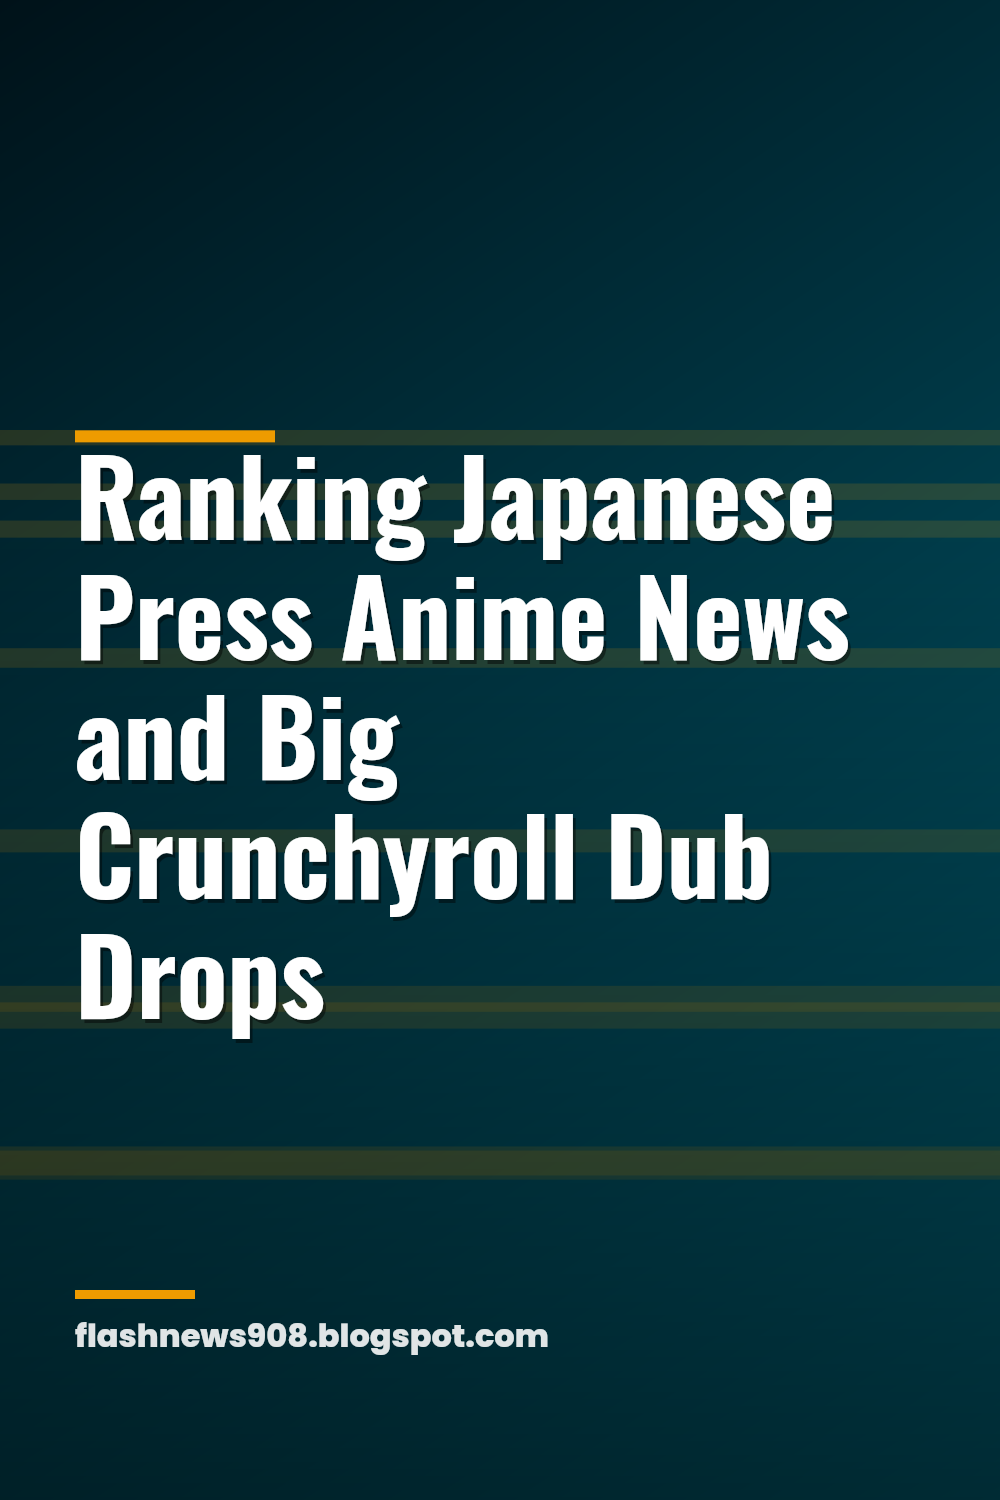 Ranking Japanese
Press Anime News
and Big
Crunchyroll Dub
Drops
flashnews908.blogspot.com